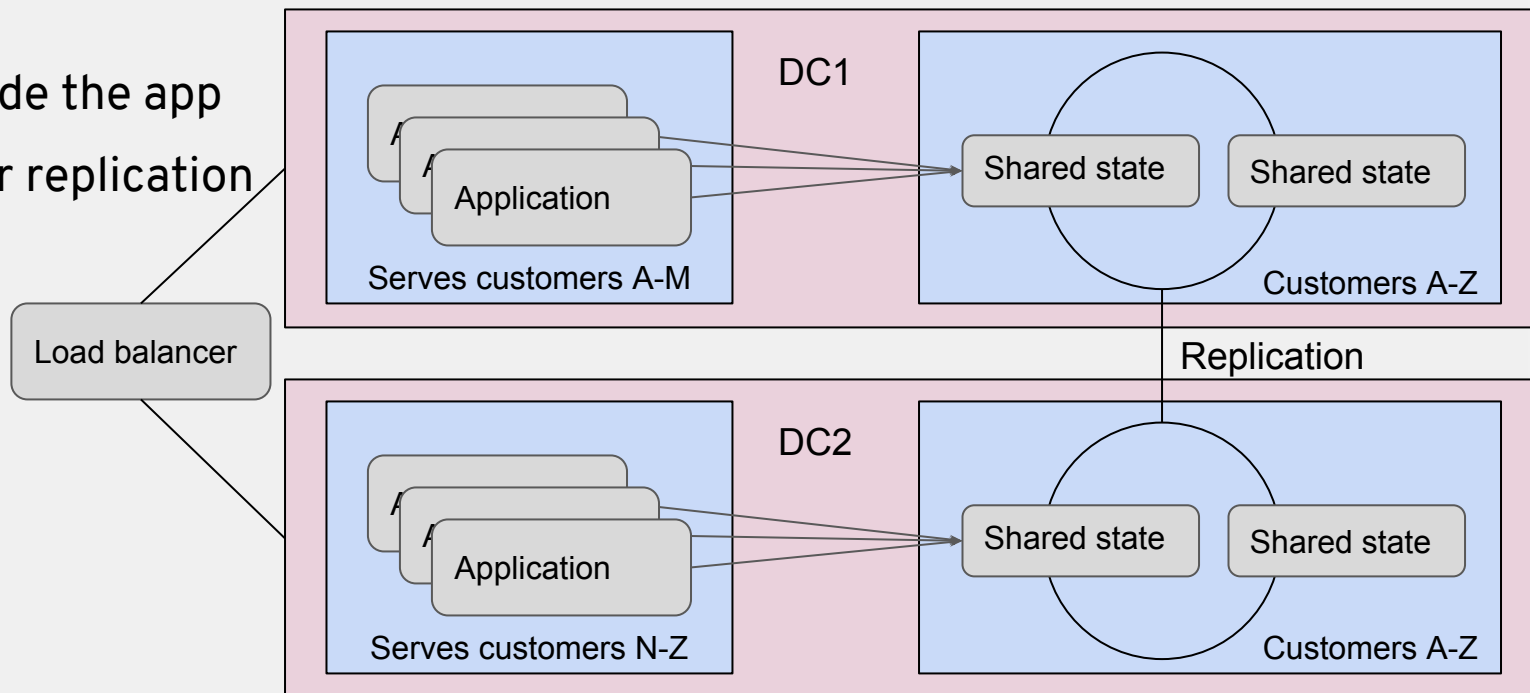 de the app
r replication
DC1
Application
Shared state
Shared state
Serves customers A-M
Customers A-Z
Load balancer
Replication
DC2
Application
Shared state
Shared state
Serves customers N-Z
Customers A-Z